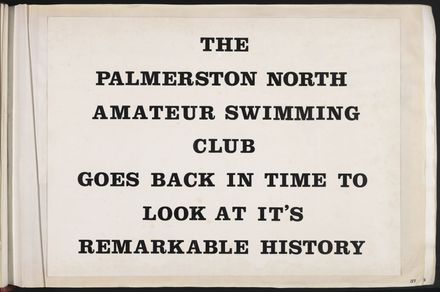 THE
PALMERSTON NORTH
AMATEUR SWIMMING
CLUB
GOES BACK IN TIME TO
LOOK AT IT'S
REMARKABLE HISTORY